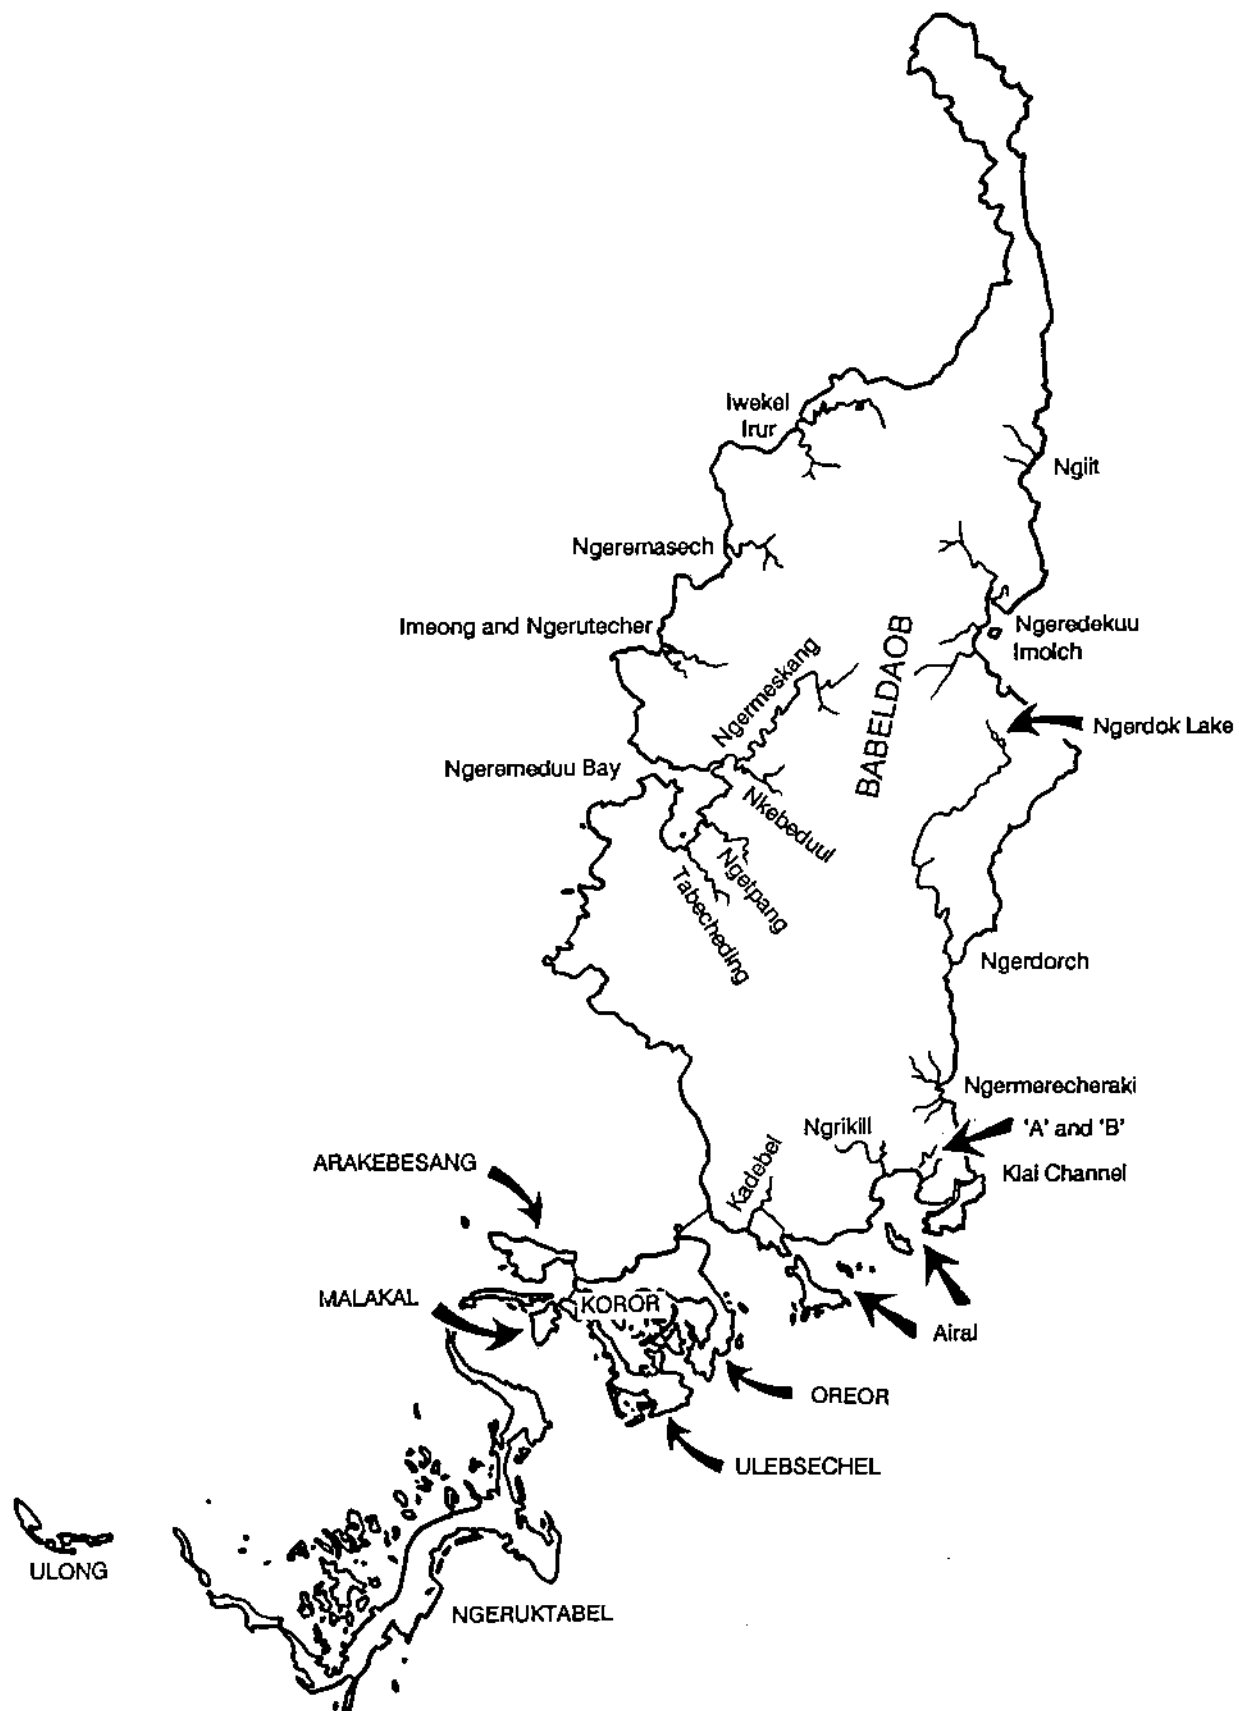 Iwekel
Irur
Ngiit
Ngeremasech
Imeong and Ngerutecher
Ngeredekuu
Imolch
Ngermeskang
BABELDAOB
Ngerdok Lake
Ngeremeduu Bay
Nkebeduul
Ngetpang
Tabecheding
Ngerdorch
Ngermerecheraki
Ngrikill
'A' and 'B'
Kadebel
Klai Channel
ARAKEBESANG
MALAKAL
KOROR
Airai
OREOR
ULEBSECHEL
ULONG
NGERUKTABEL